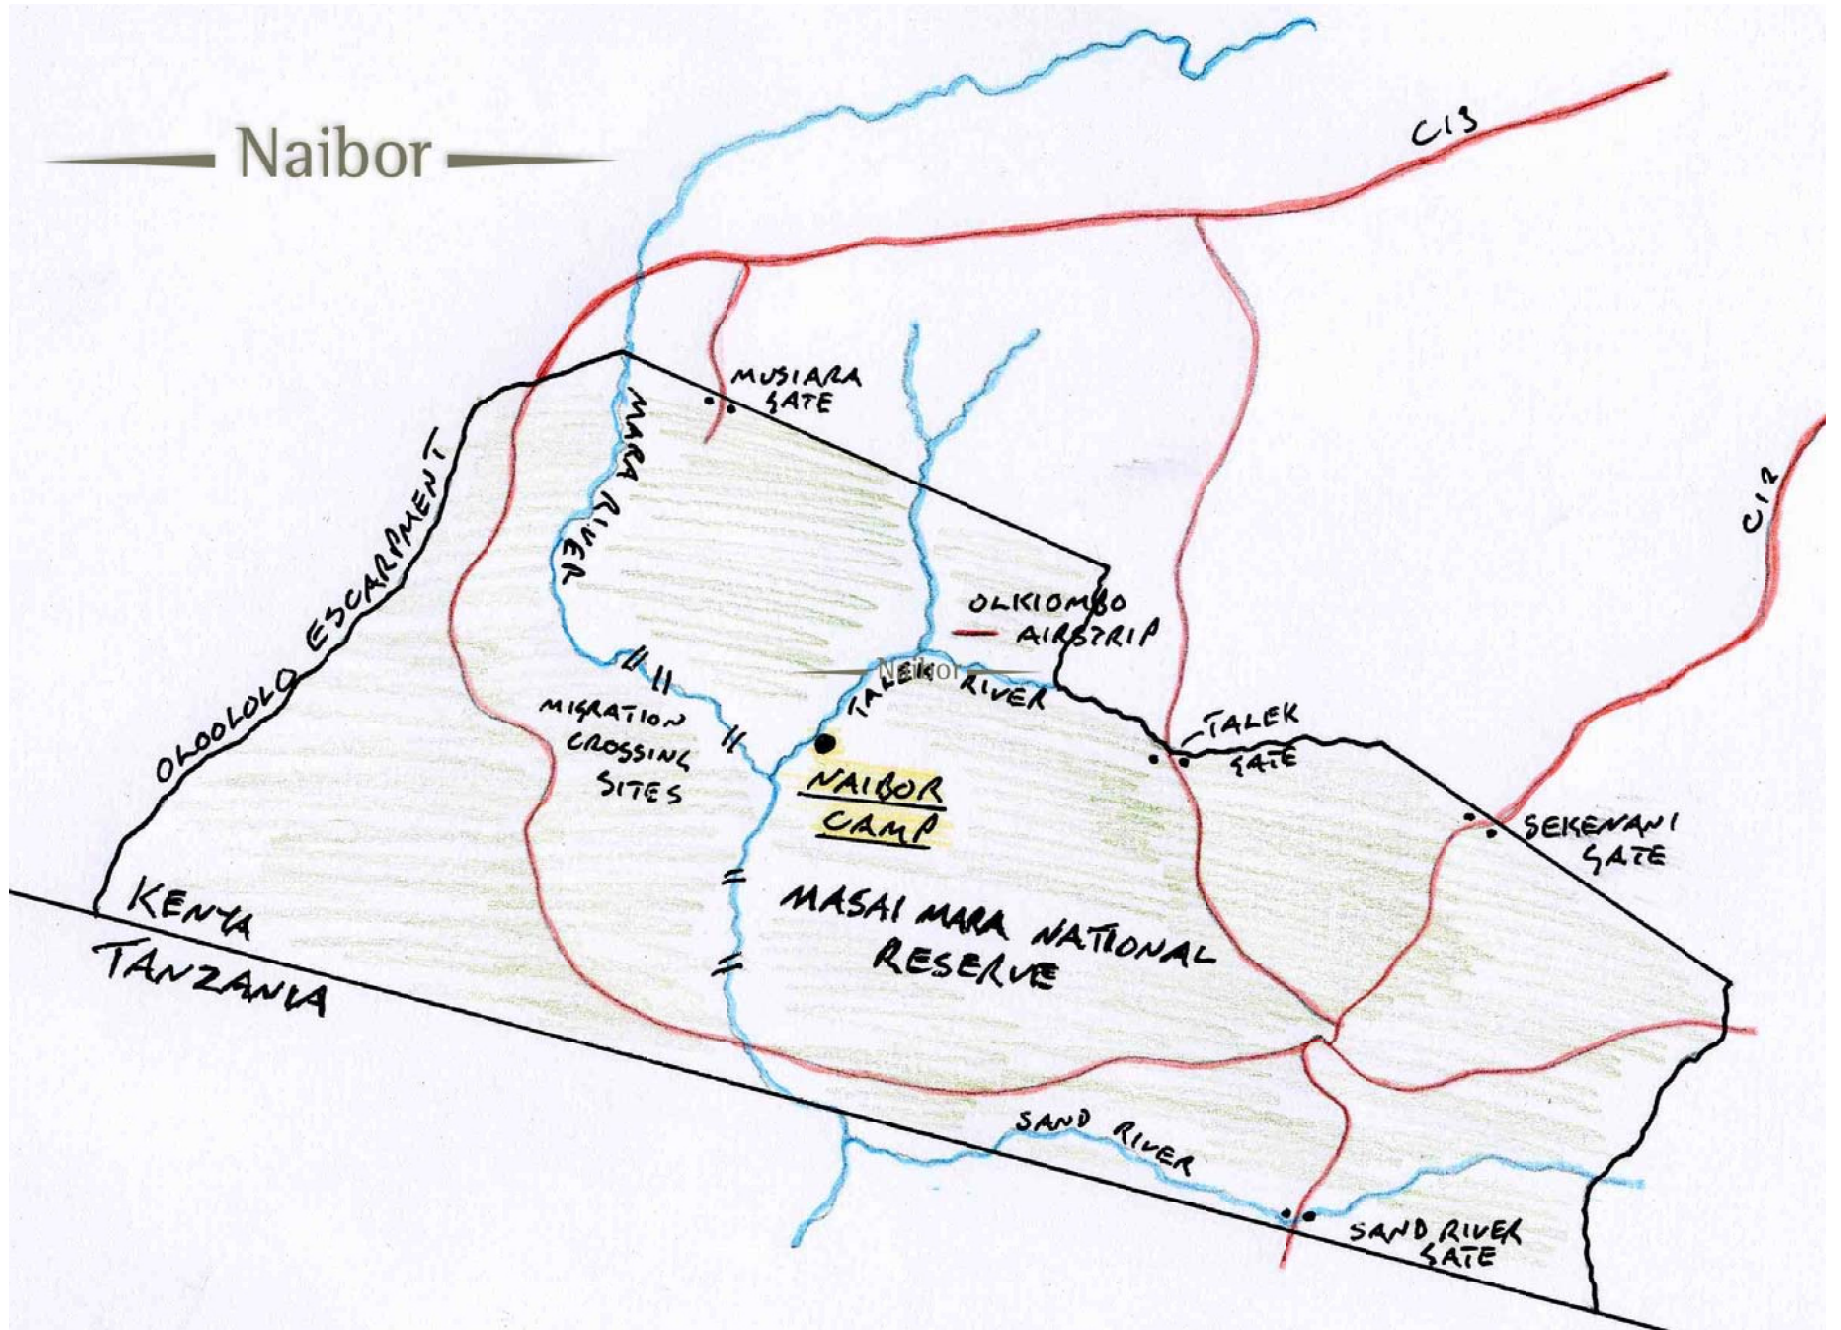 Naibor
C13
MUSIARA
GATE
MARA RIVER
OLOOLOLO ESCARPMENT
C12
OLKIOMBO
AIRSTRIP
Naibor
TALEK RIVER
MIGRATION
CROSSING
SITES
TALEK
GATE
NAIBOR
CAMP
SEKENANI
GATE
KENYA
TANZANIA
MASAI MARA NATIONAL
RESERVE
SAND RIVER
SAND RIVER
GATE